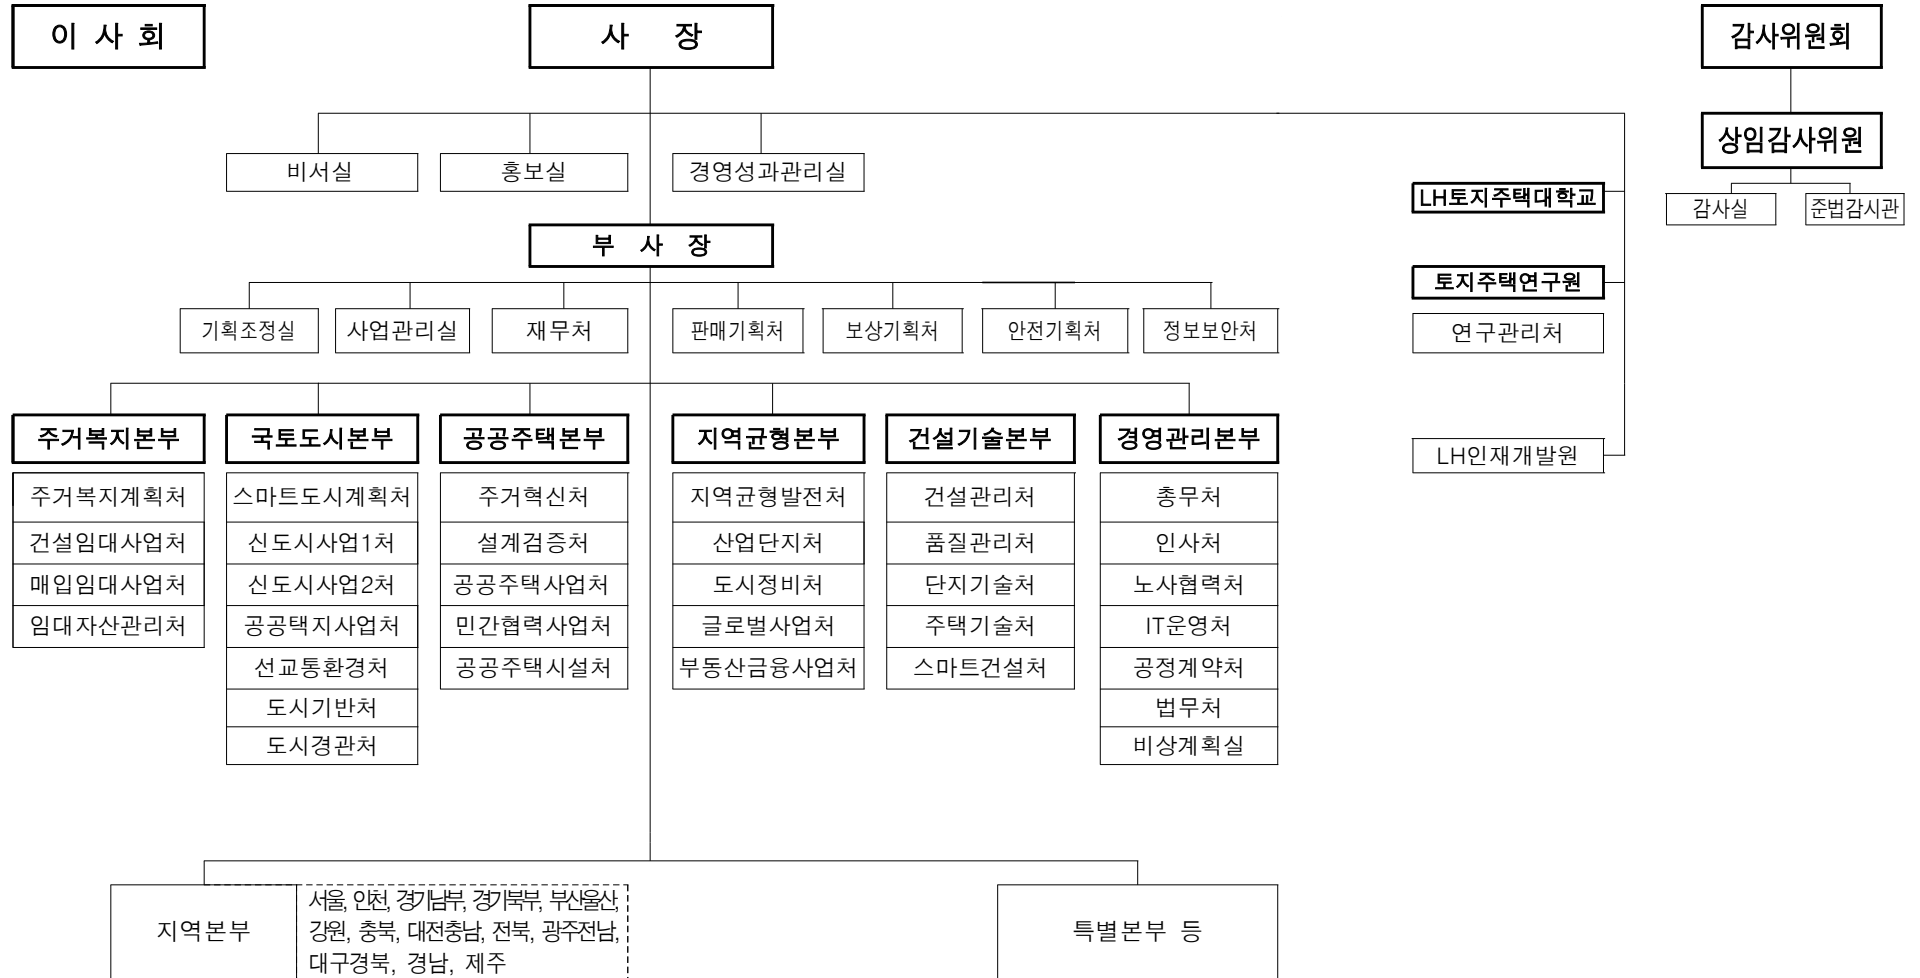 이 사 회
사 장
감사위원회
상임감사위원
감사실
준법감시관
비서실
홍보실
경영성과관리실
LH토지주택대학교
부 사 장
토지주택연구원
연구관리처
LH인재개발원
기획조정실
사업관리실
재무처
판매기획처
보상기획처
안전기획처
정보보안처
주거복지본부
주거복지계획처
건설임대사업처
매입임대사업처
임대자산관리처
국토도시본부
스마트도시계획처
신도시사업1처
신도시사업2처
공공택지사업처
선교통환경처
도시기반처
도시경관처
공공주택본부
주거혁신처
설계검증처
공공주택사업처
민간협력사업처
공공주택시설처
지역균형본부
지역균형발전처
산업단지처
도시정비처
글로벌사업처
부동산금융사업처
건설기술본부
건설관리처
품질관리처
단지기술처
주택기술처
스마트건설처
경영관리본부
총무처
인사처
노사협력처
IT운영처
공정계약처
법무처
비상계획실
지역본부
서울, 인천, 경기남부, 경기북부, 부산울산,
강원, 충북, 대전충남, 전북, 광주전남,
대구경북, 경남, 제주
특별본부 등